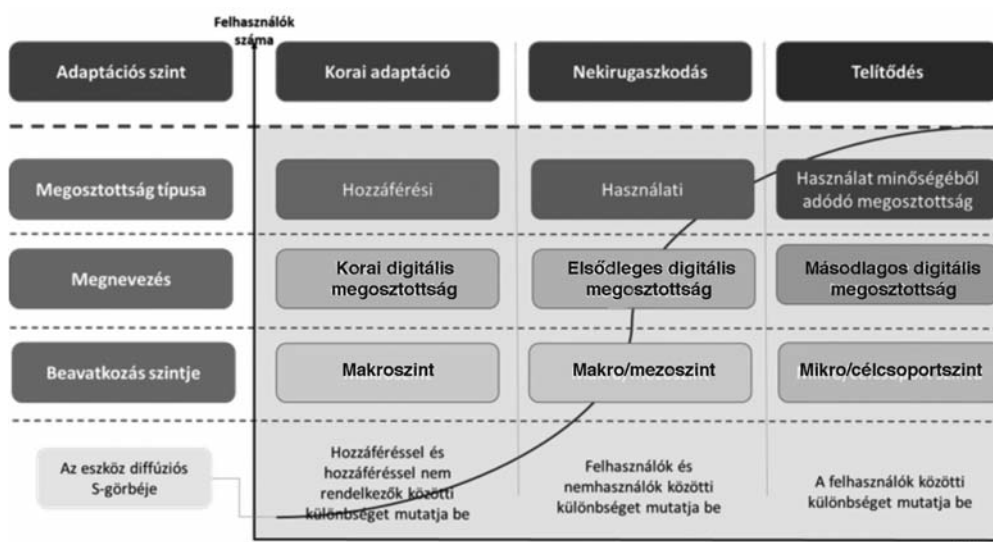 Felhasználók
száma
Adaptációs szint
Korai adaptáció
Nekirugaszkodás
Telítődés
Megosztottság típusa
Hozzáférési
Használati
Használat minőségéből
adódó megosztottság
Megnevezés
Korai digitális
megosztottság
Elsődleges digitális
megosztottság
Másodlagos digitális
megosztottság
Beavatkozás szintje
Makroszint
Makro/mezoszint
Mikro/célcsoportszint
Az eszköz diffúziós
S-görbéje
Hozzáféréssel és
hozzáféréssel nem
rendelkezők közötti
különbséget mutatja be
Felhasználók és
nemhasználók közötti
különbséget mutatja be
A felhasználók közötti
különbséget mutatja be